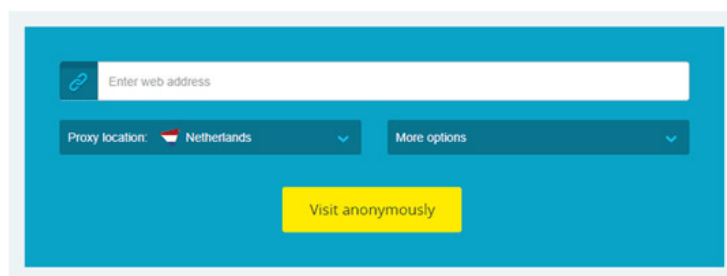 Enter web address
Proxy location: Netherlands More options
Visit anonymously